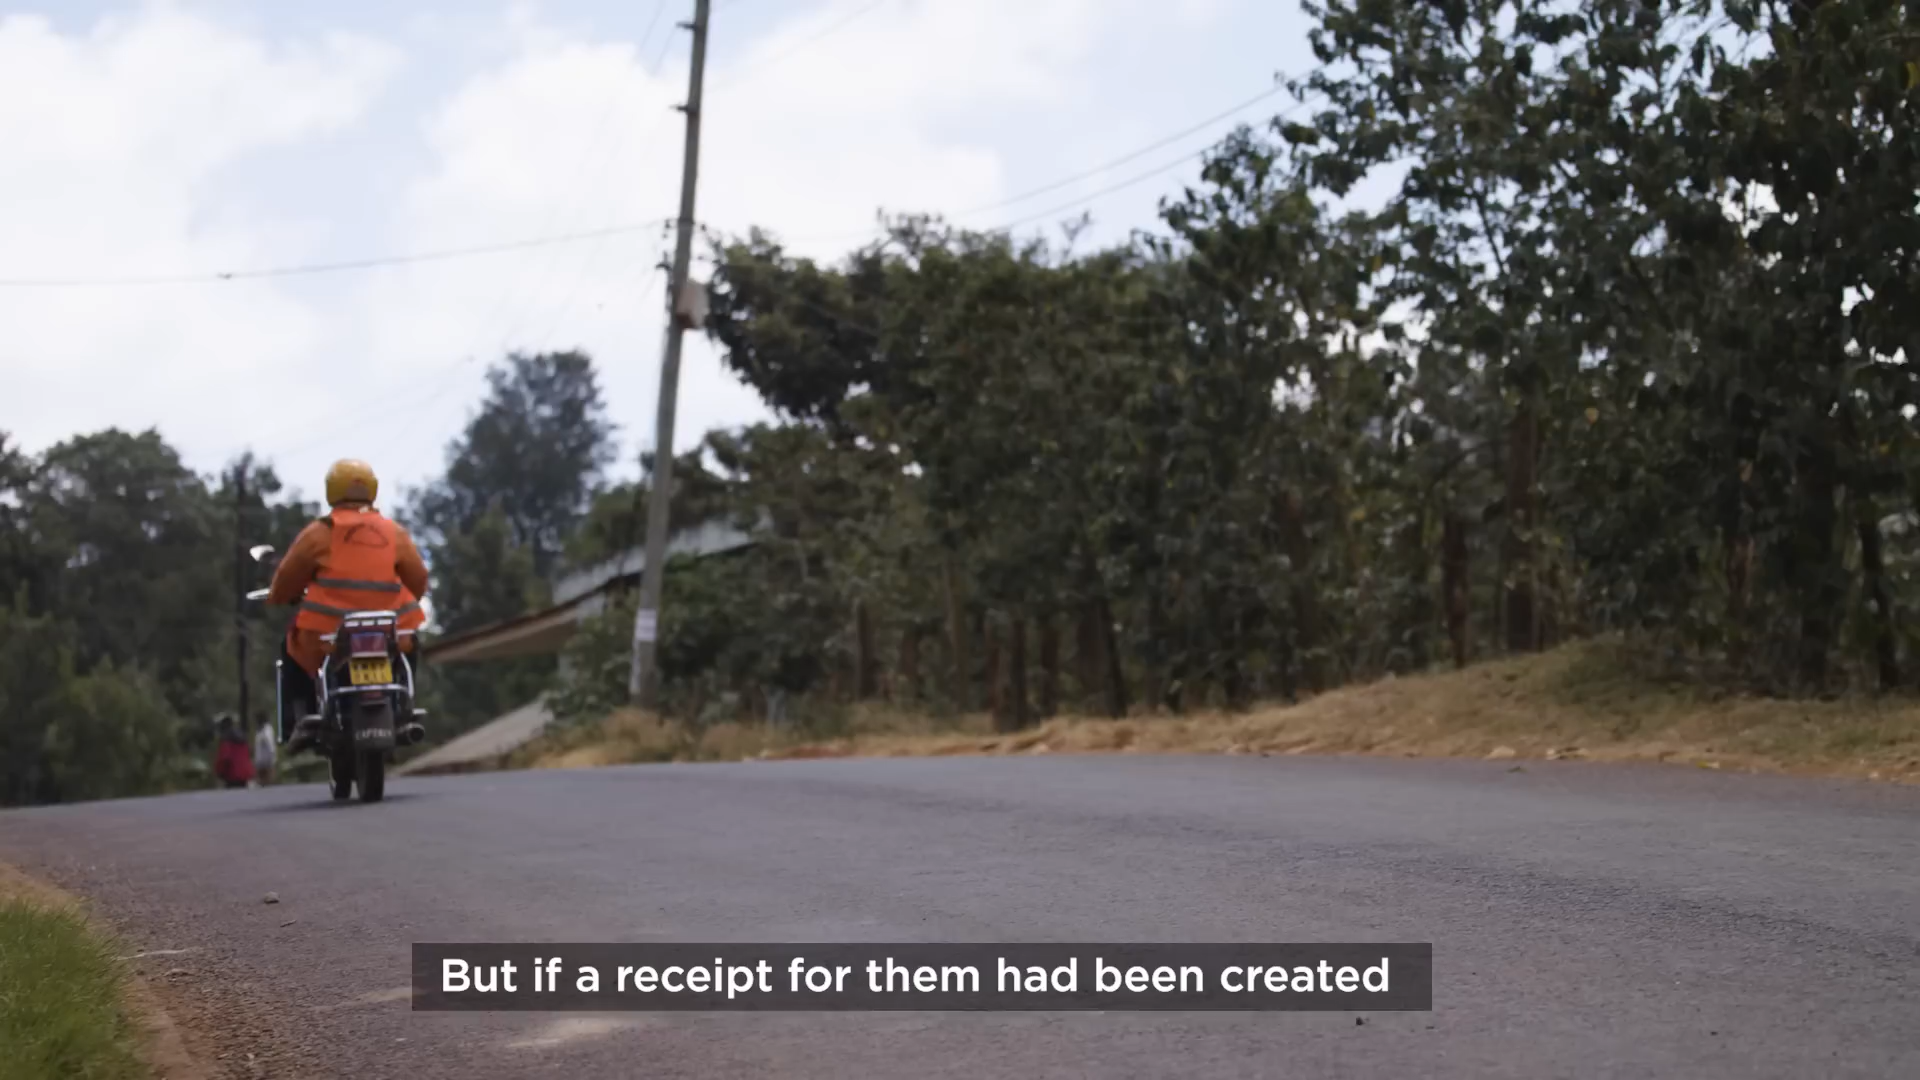 But if a receipt for them had been created